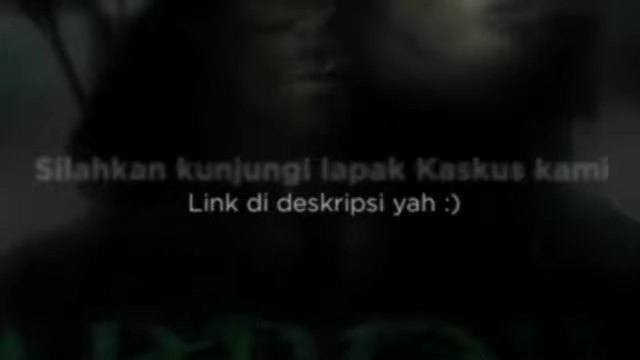 Silahkan kunjungi lapak Kaskus kami
Link di deskripsi yah :)